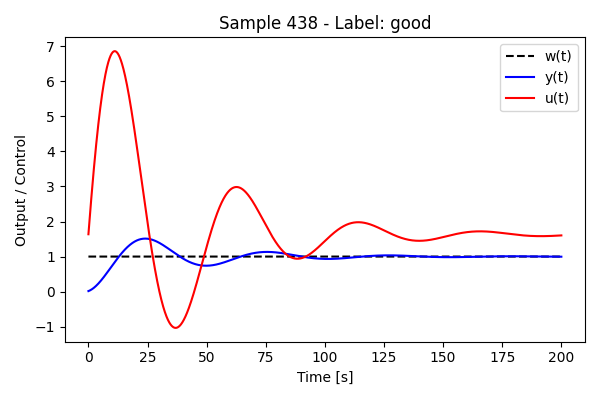 Sample 438 - Label: good
Output / Control
7
6
5
4
3
2
1
0
−1
w(t)
y(t)
u(t)
0 25 50 75 100 125 150 175 200
Time [s]